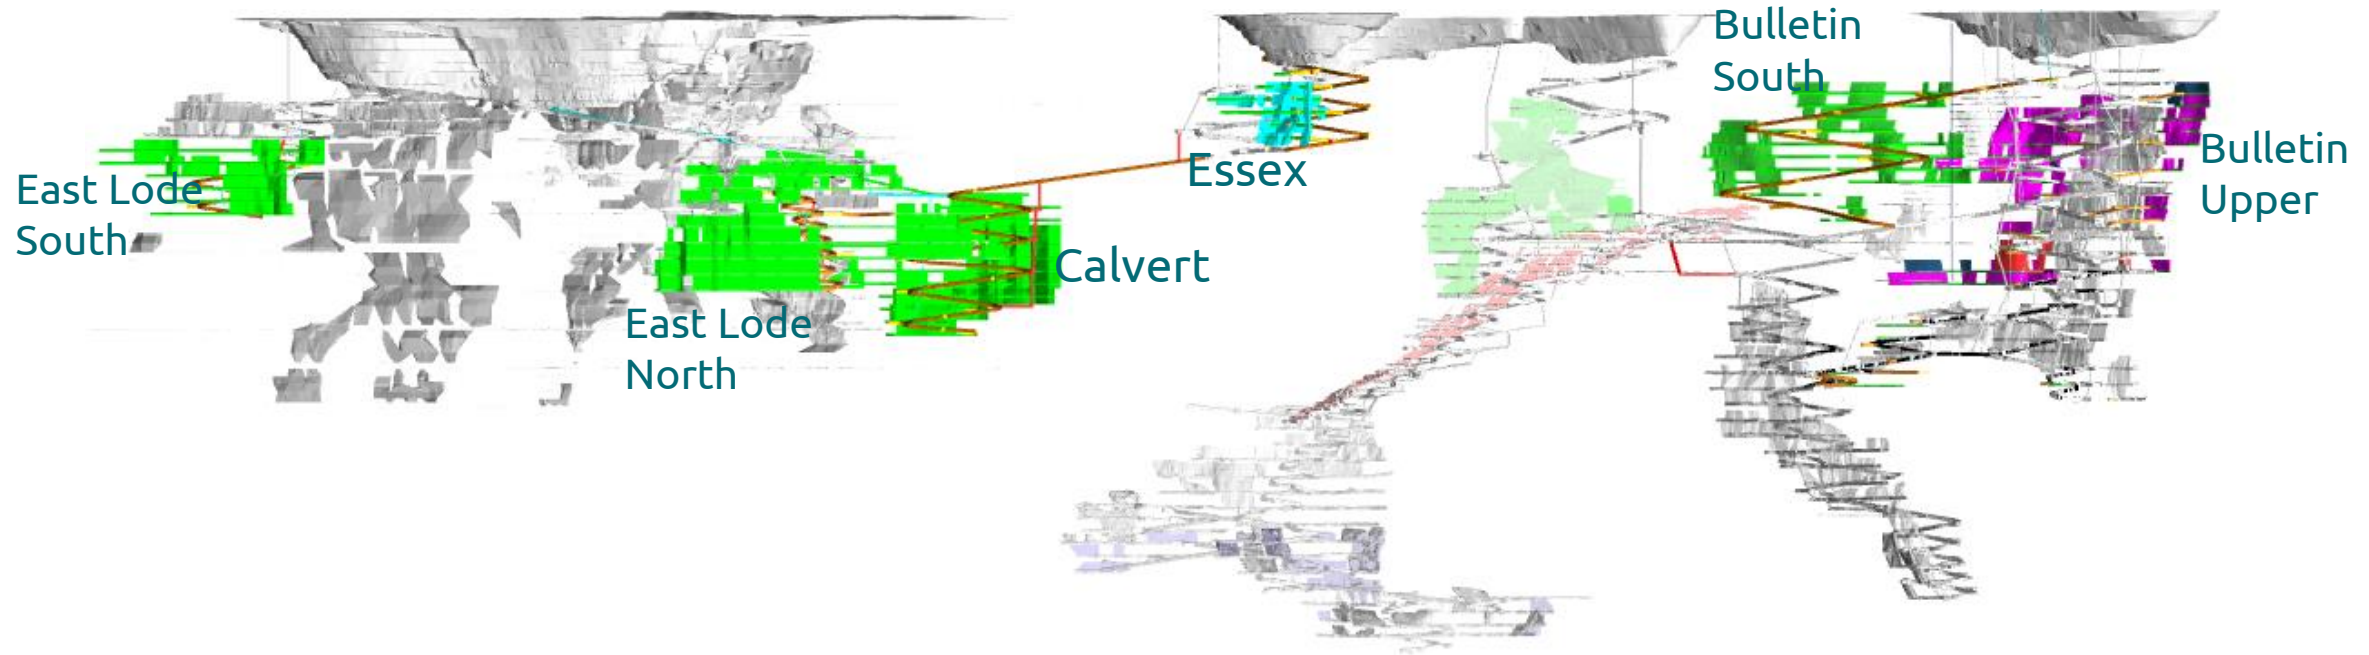 East Lode
South
East Lode
North
Calvert
Essex
Bulletin
South
Bulletin
Upper